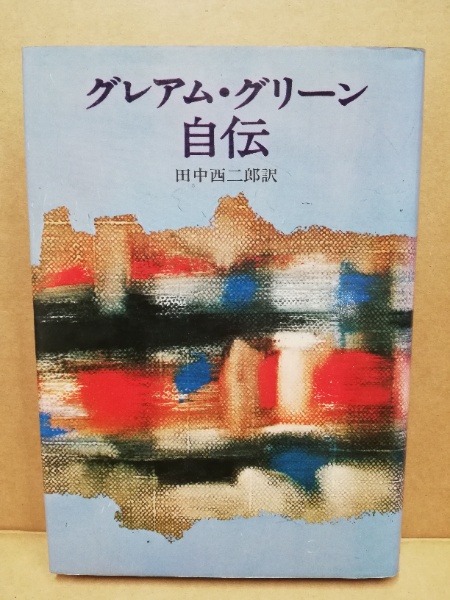 グレアム・グリーン
自伝
田中西二郎訳